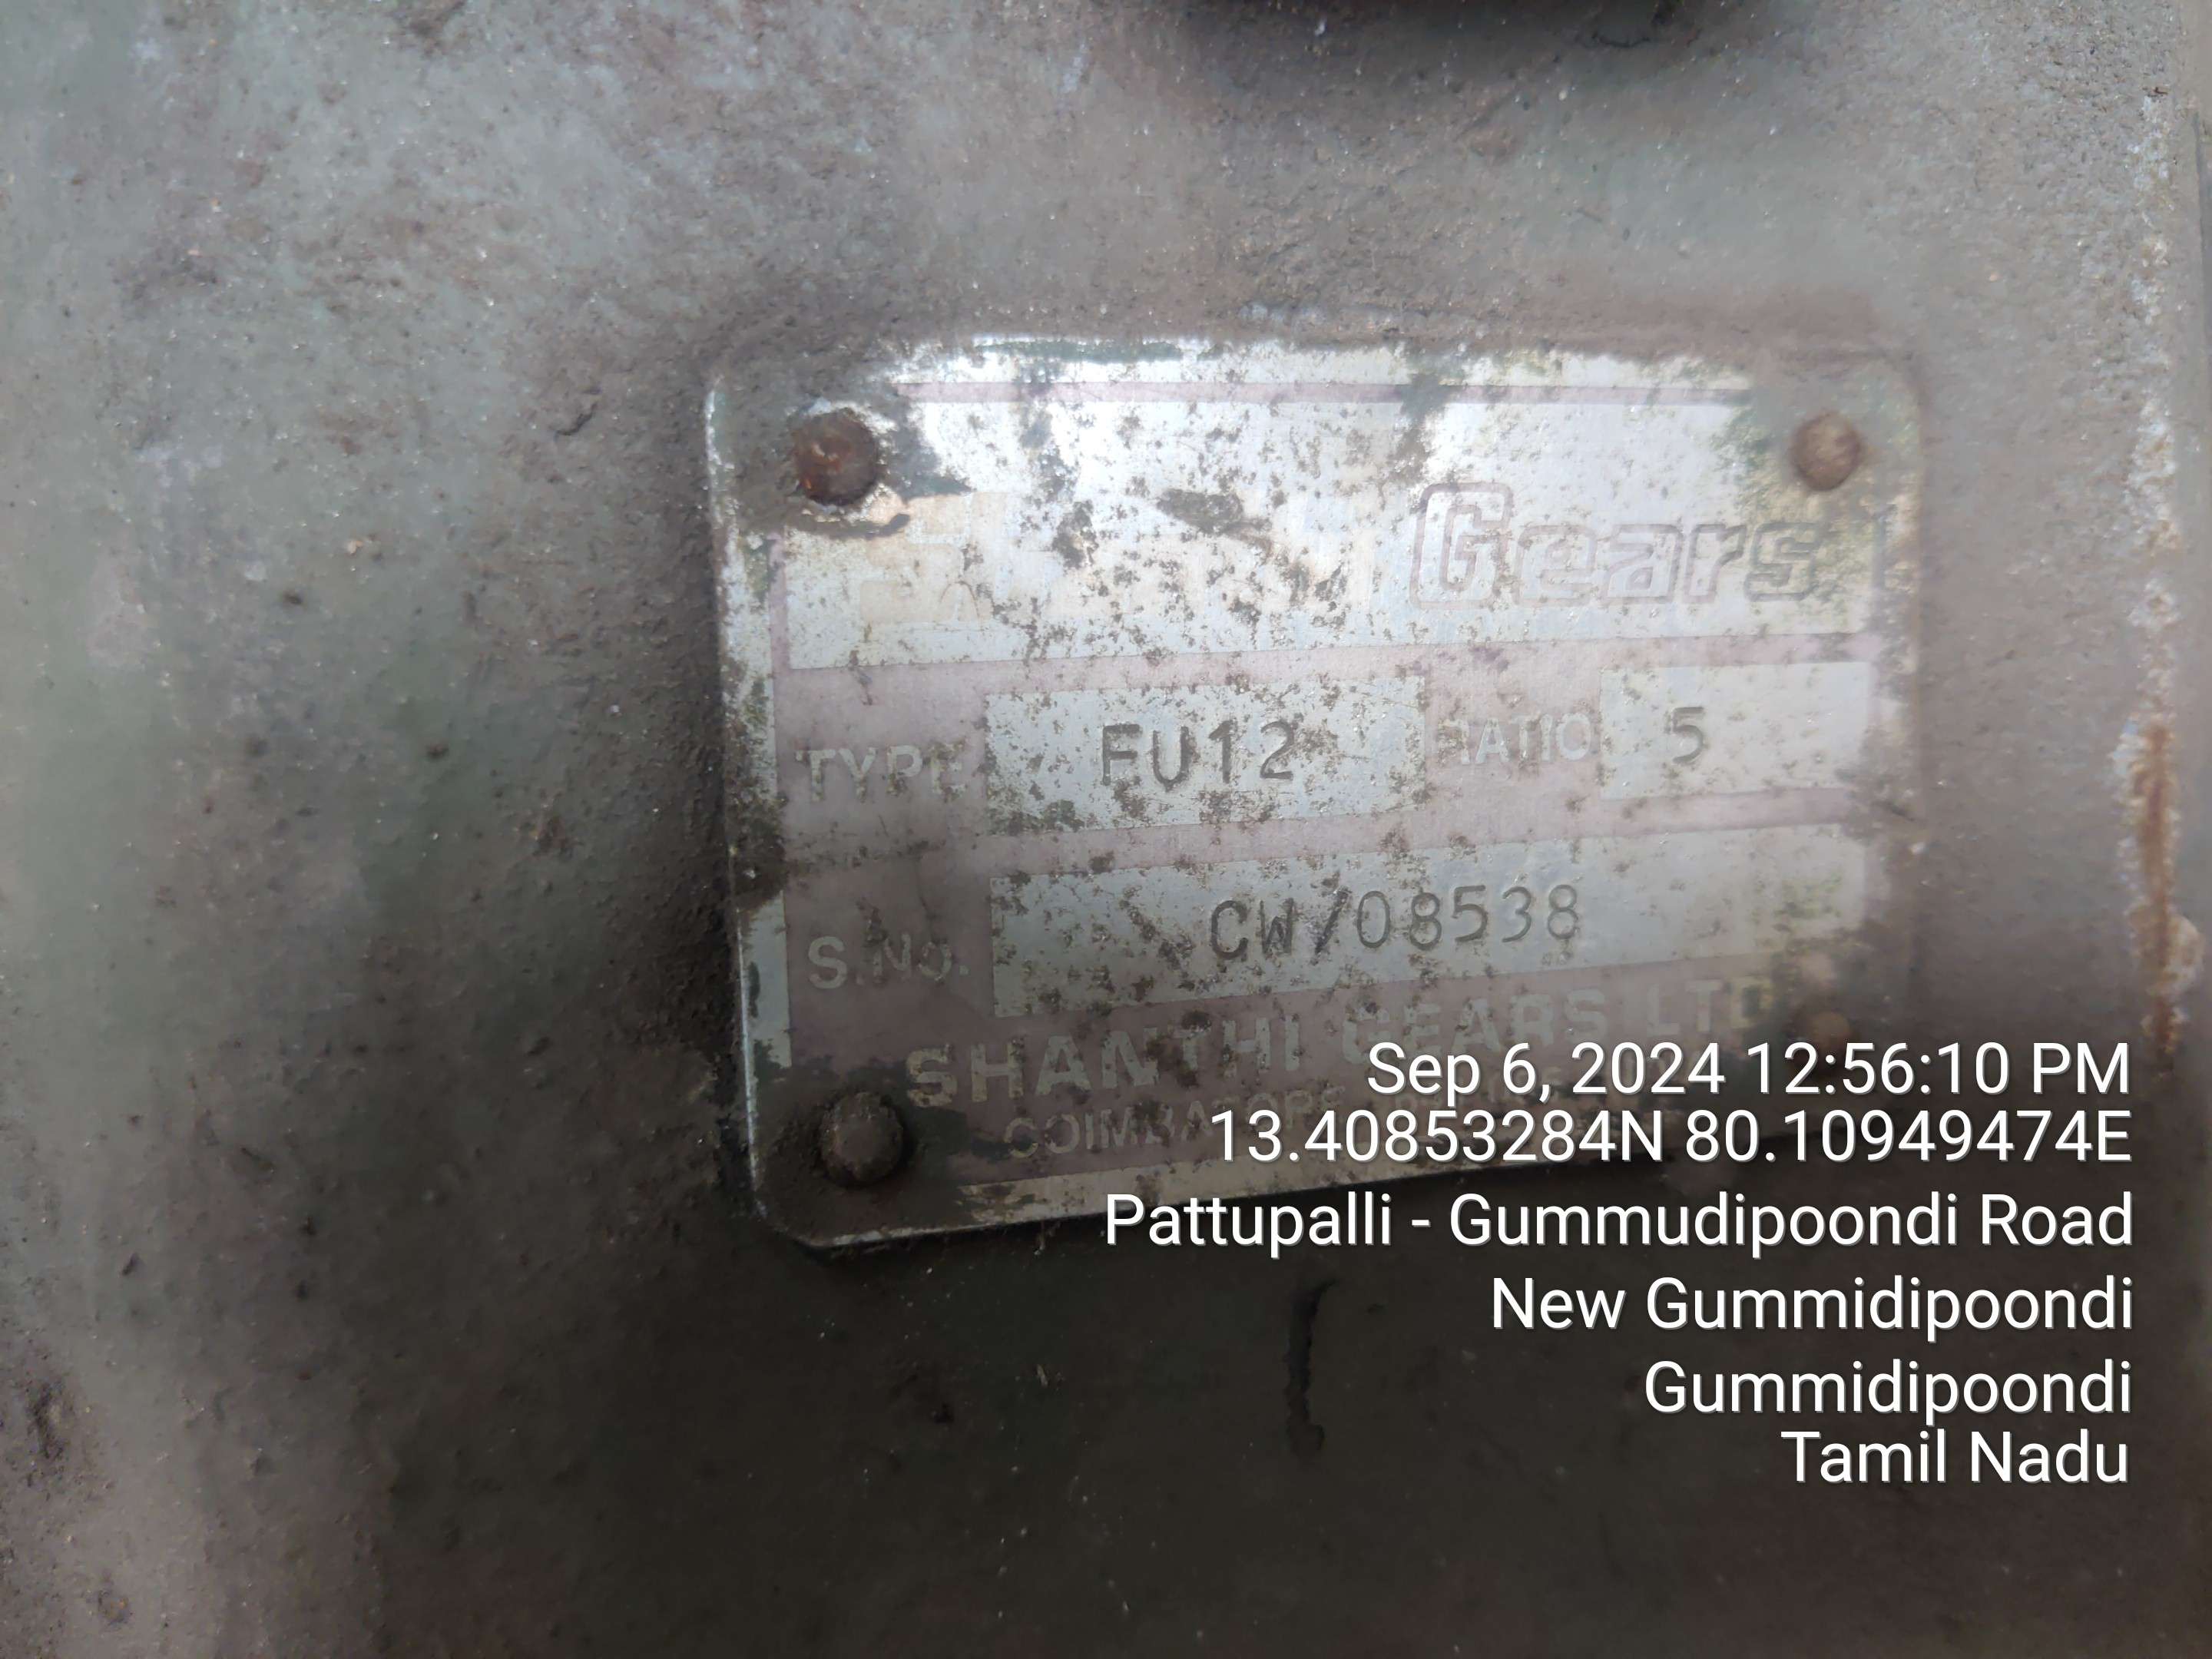 Gears
TYPE FU12 RATIO 5
S.No. CW/08538
SHANTHI GEARS LTD
COIMBATORE
Sep 6, 2024 12:56:10 PM
13.40853284N 80.10949474E
Pattupalli - Gummudipoondi Road
New Gummidipoondi
Gummidipoondi
Tamil Nadu